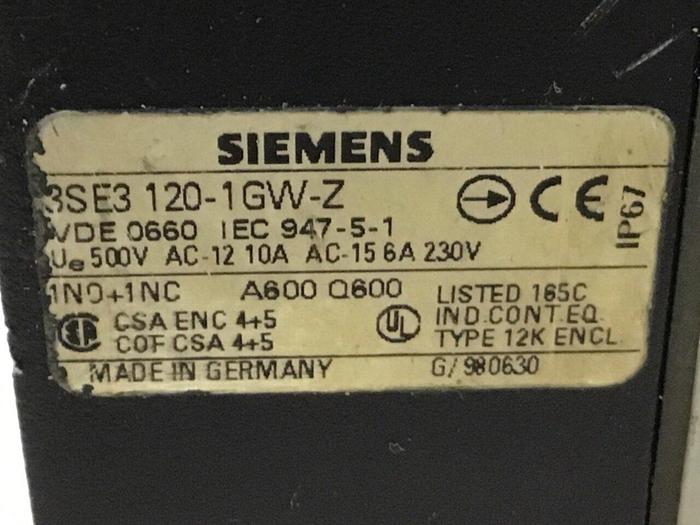 SIEMENS
3SE3 120-1GW-Z
CE
IP67
VDE 0660 IEC 947-5-1
Ue 500V AC-12 10A AC-15 6A 230V
1NO+1NC A600 Q600
LISTED 165C
CSA ENC 4+5
UL
IND.CONT.EQ.
COF CSA 4+5
TYPE 12K ENCL
MADE IN GERMANY
G/980630